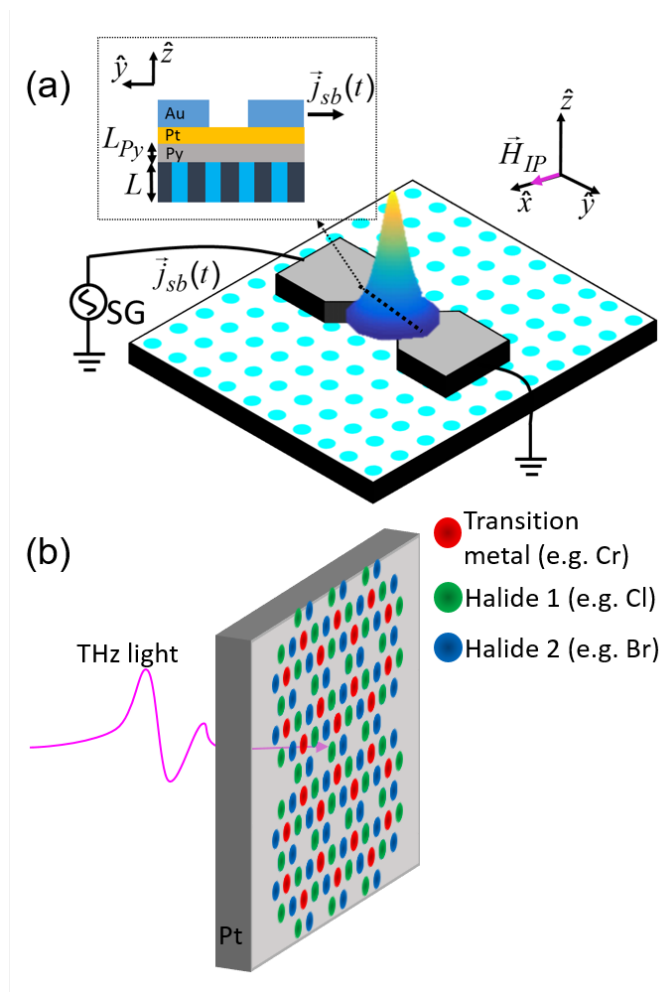 (a)
ŷ ẑ
j⃗sb(t)
Au
Pt
LPy
Py
L
ẑ
H⃗IP
x̂
ŷ
j⃗sb(t)
SG
(b)
Transition
metal (e.g. Cr)
Halide 1 (e.g. Cl)
Halide 2 (e.g. Br)
THz light
Pt